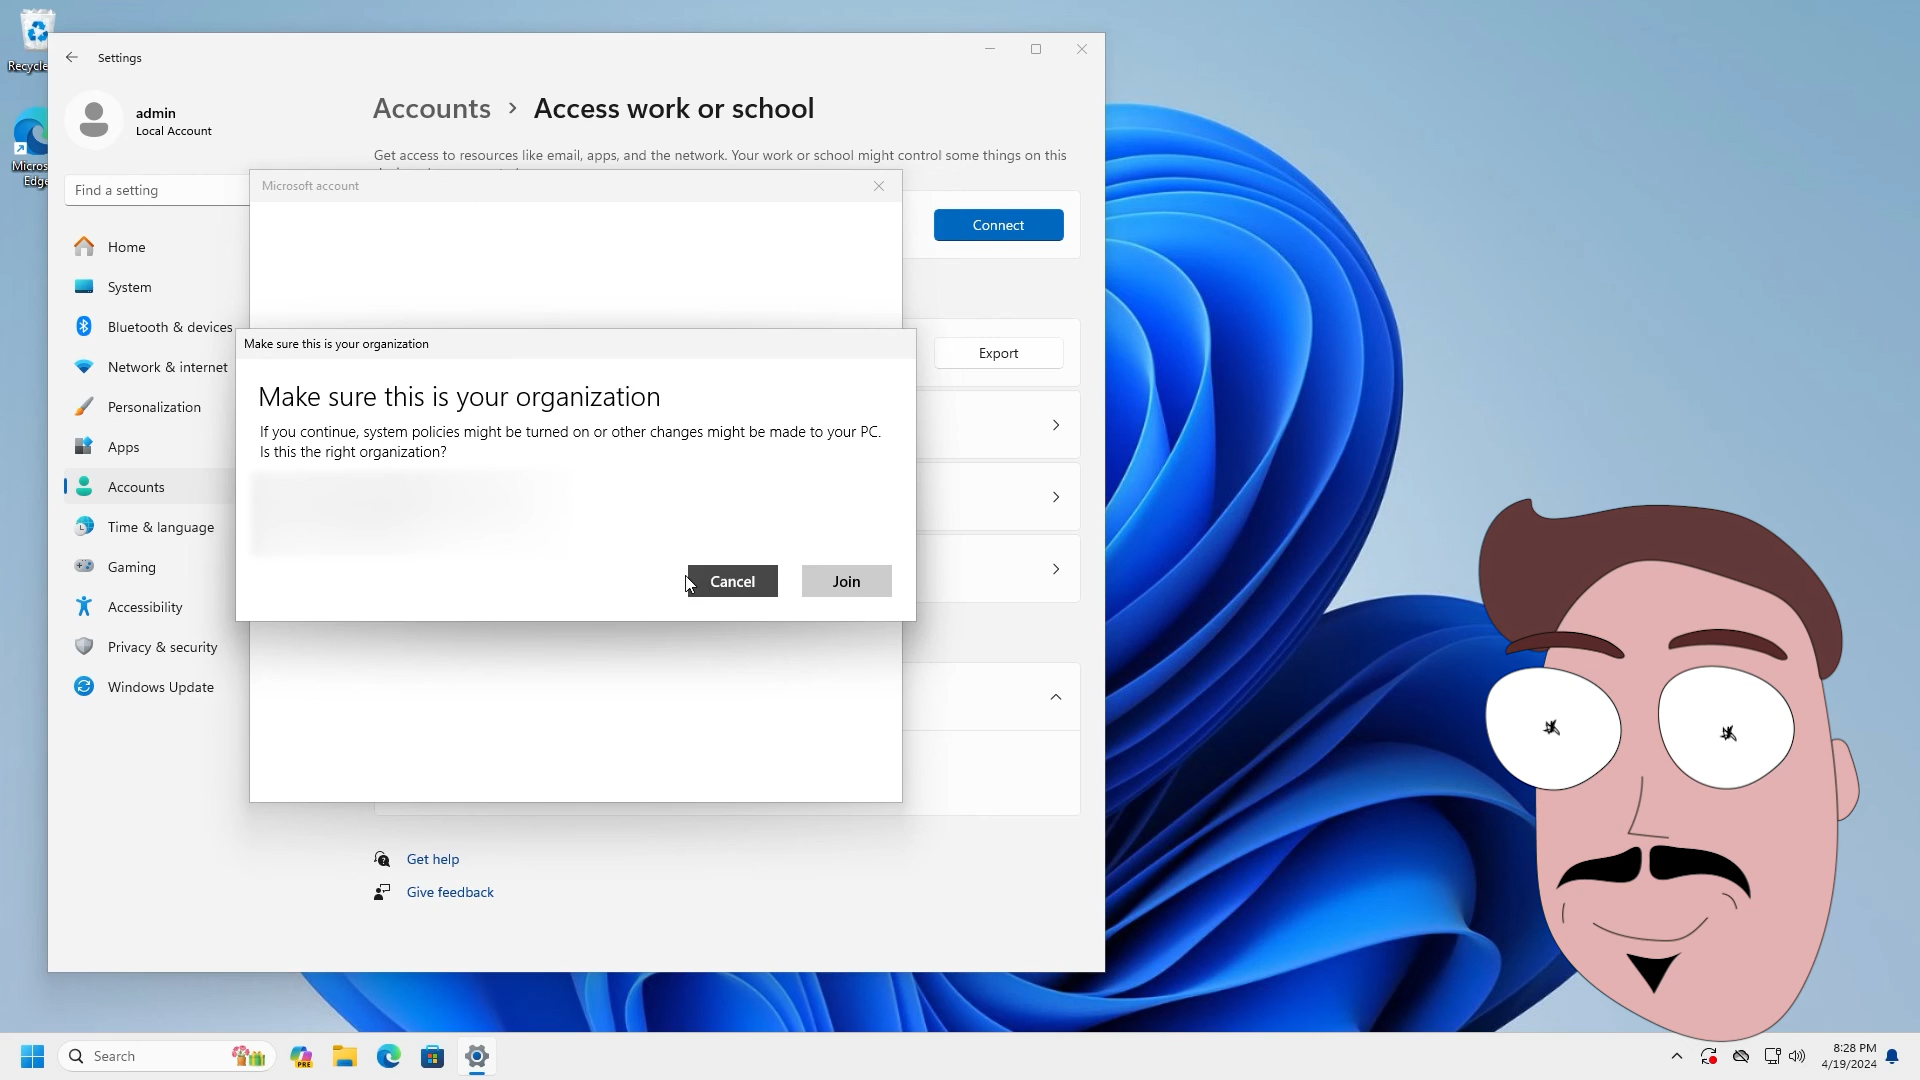 Recycle
Micros
Edge
Settings
admin
Local Account
Find a setting
Home
System
Bluetooth & devices
Network & internet
Personalization
Apps
Accounts
Time & language
Gaming
Accessibility
Privacy & security
Windows Update
Accounts > Access work or school
Get access to resources like email, apps, and the network. Your work or school might control some things on this
Connect
Export
Microsoft account
Make sure this is your organization
Make sure this is your organization
If you continue, system policies might be turned on or other changes might be made to your PC.
Is this the right organization?
Cancel
Join
Get help
Give feedback
Search
PRE
8:28 PM
4/19/2024